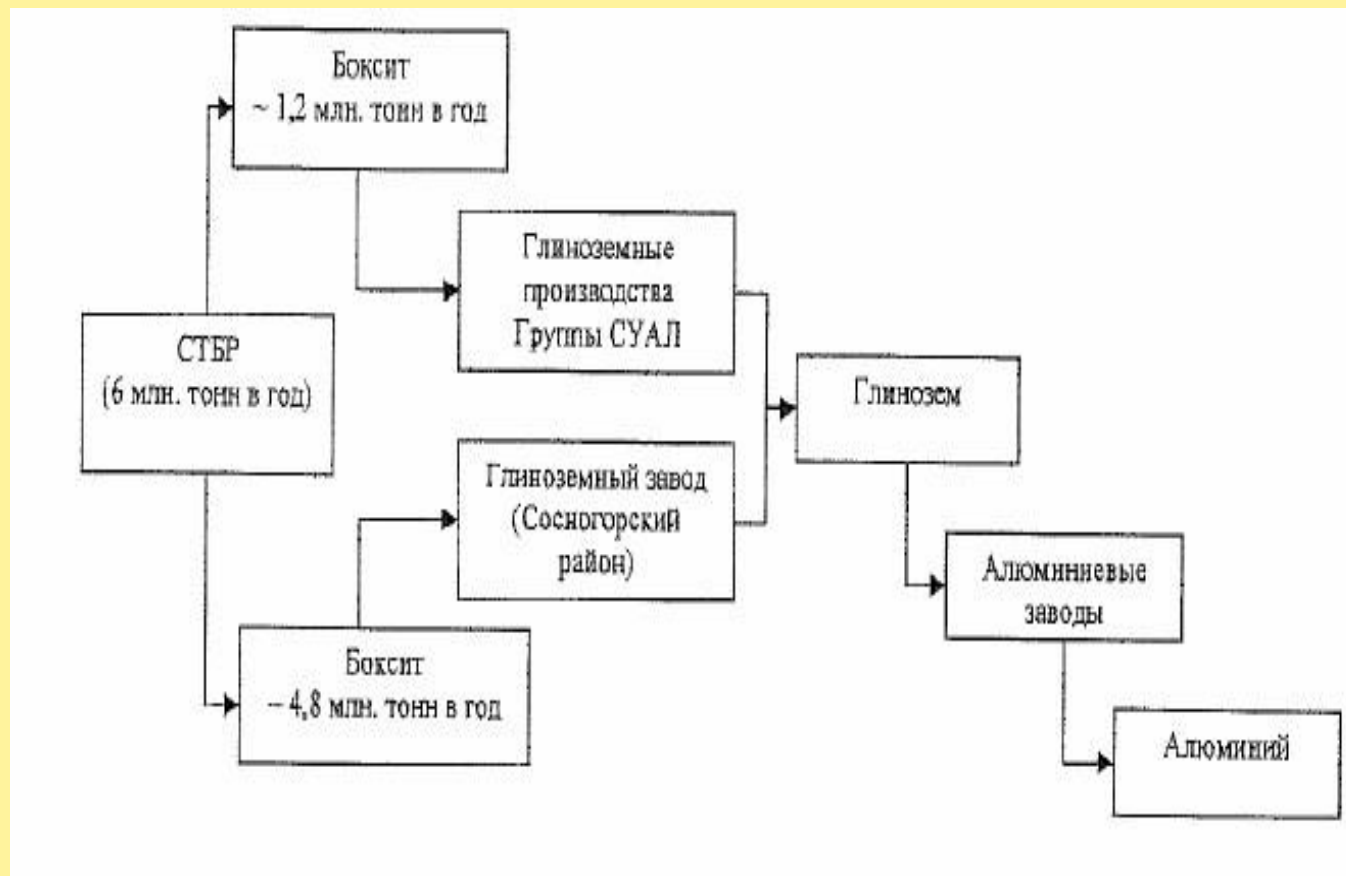 Боксит
~ 1,2 млн. тонн в год
Глиноземные
производства
Группы СУАЛ
СТБР
(6 млн. тонн в год)
Глинозем
Глиноземный завод
(Сосногорский
район)
Алюминиевые
заводы
Боксит
~ 4,8 млн. тонн в год
Алюминий